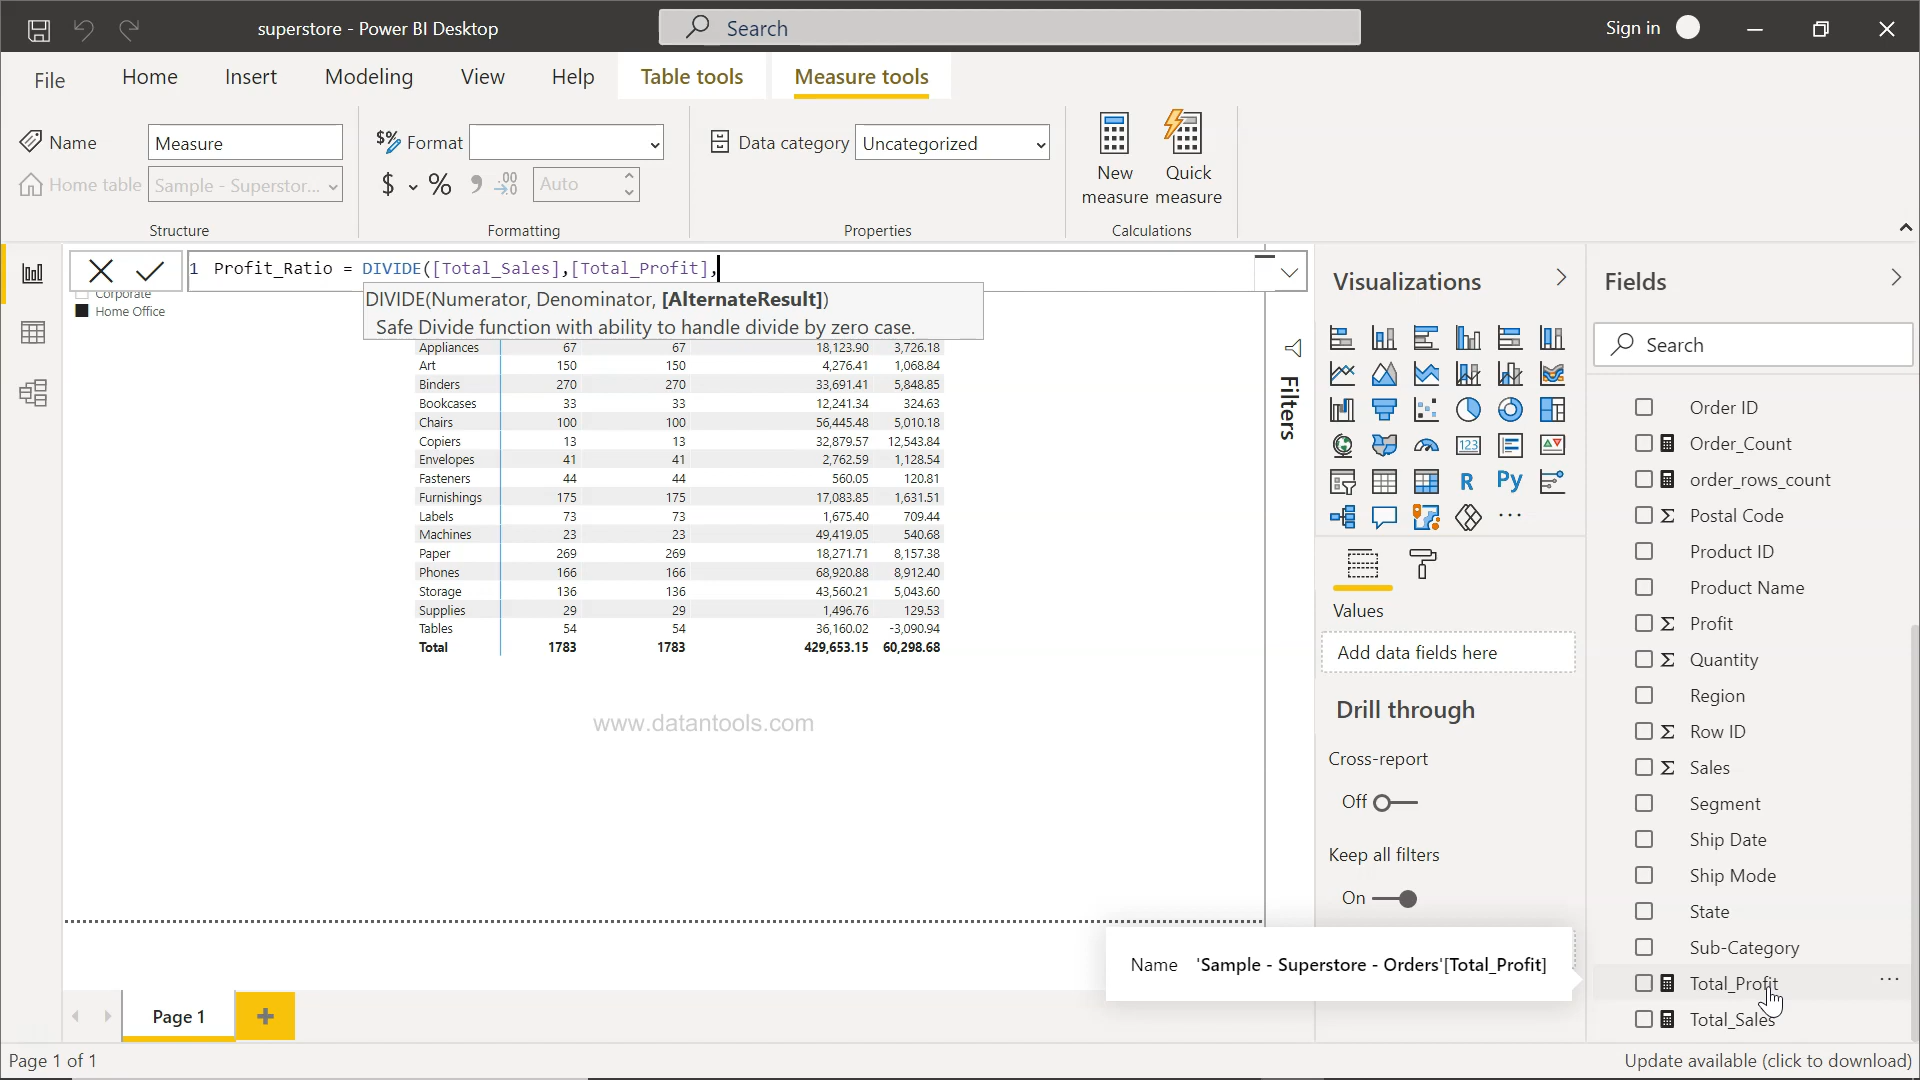 superstore - Power BI Desktop
Search
Sign in
File
Home
Insert
Modeling
View
Help
Table tools
Measure tools
Name
Measure
Home table
Sample - Superstor...
Structure
$% Format
$ % 9 .00 →.0
Auto
Formatting
Data category
Uncategorized
Properties
New measure
Quick measure
Calculations
1 Profit_Ratio = DIVIDE([Total_Sales],[Total_Profit],
DIVIDE(Numerator, Denominator, [AlternateResult])
Safe Divide function with ability to handle divide by zero case.
Corporate
Home Office
Appliances 67 67 18,123.90 3,726.18
Art 150 150 4,276.41 1,068.84
Binders 270 270 33,691.41 5,848.85
Bookcases 33 33 12,241.34 324.63
Chairs 100 100 56,445.48 5,010.18
Copiers 13 13 32,879.57 12,543.84
Envelopes 41 41 2,762.59 1,128.54
Fasteners 44 44 560.05 120.81
Furnishings 175 175 17,083.85 1,631.51
Labels 73 73 1,675.40 709.44
Machines 23 23 49,419.05 540.68
Paper 269 269 18,271.71 8,157.38
Phones 166 166 68,920.88 8,912.40
Storage 136 136 43,560.21 5,043.60
Supplies 29 29 1,496.76 129.53
Tables 54 54 36,160.02 -3,090.94
Total 1783 1783 429,653.15 60,298.68
www.datantools.com
Filters
Visualizations
123
R
Py
...
Values
Add data fields here
Drill through
Cross-report
Off
Keep all filters
On
Name 'Sample - Superstore - Orders'[Total_Profit]
Fields
Search
Order ID
Order_Count
order_rows_count
Σ Postal Code
Product ID
Product Name
Σ Profit
Σ Quantity
Region
Σ Row ID
Σ Sales
Segment
Ship Date
Ship Mode
State
Sub-Category
Total_Profit ...
Total_Sales
Page 1
+
Page 1 of 1
Update available (click to download)